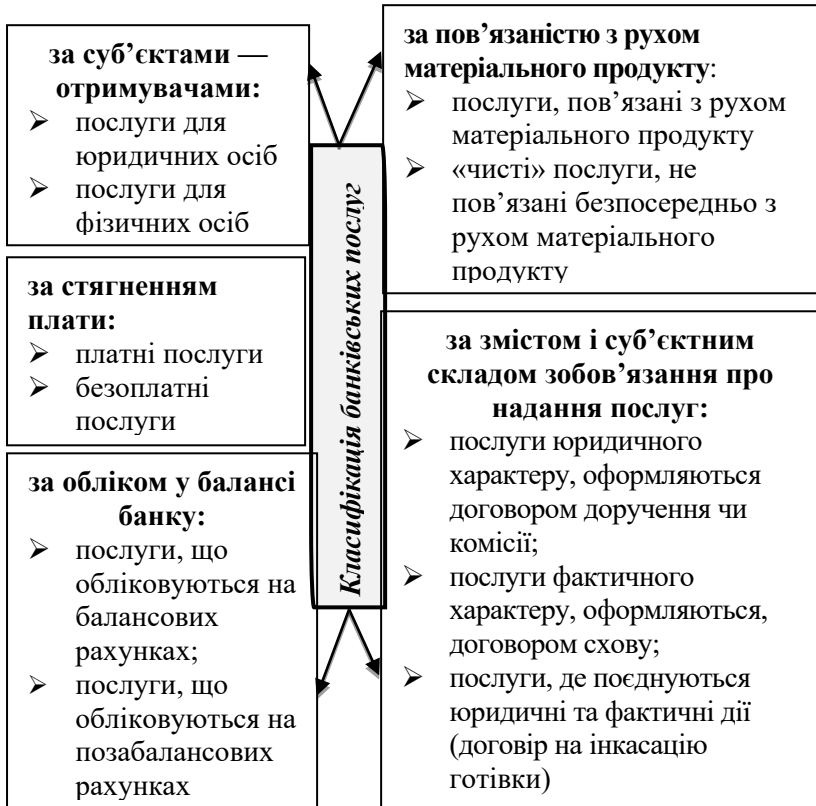 за суб’єктами —
отримувачами:
➢ послуги для
юридичних осіб
➢ послуги для
фізичних осіб
за стягненням
плати:
➢ платні послуги
➢ безоплатні
послуги
за обліком у балансі
банку:
➢ послуги, що
обліковуються на
балансових
рахунках;
➢ послуги, що
обліковуються на
позабалансових
рахунках
Класифікація банківських послуг
за пов’язаністю з рухом
матеріального продукту:
➢ послуги, пов’язані з рухом
матеріального продукту
➢ «чисті» послуги, не
пов’язані безпосередньо з
рухом матеріального
продукту
за змістом і суб’єктним
складом зобов’язання про
надання послуг:
➢ послуги юридичного
характеру, оформляються
договором доручення чи
комісії;
➢ послуги фактичного
характеру, оформляються,
договором схову;
➢ послуги, де поєднуються
юридичні та фактичні дії
(договір на інкасацію
готівки)